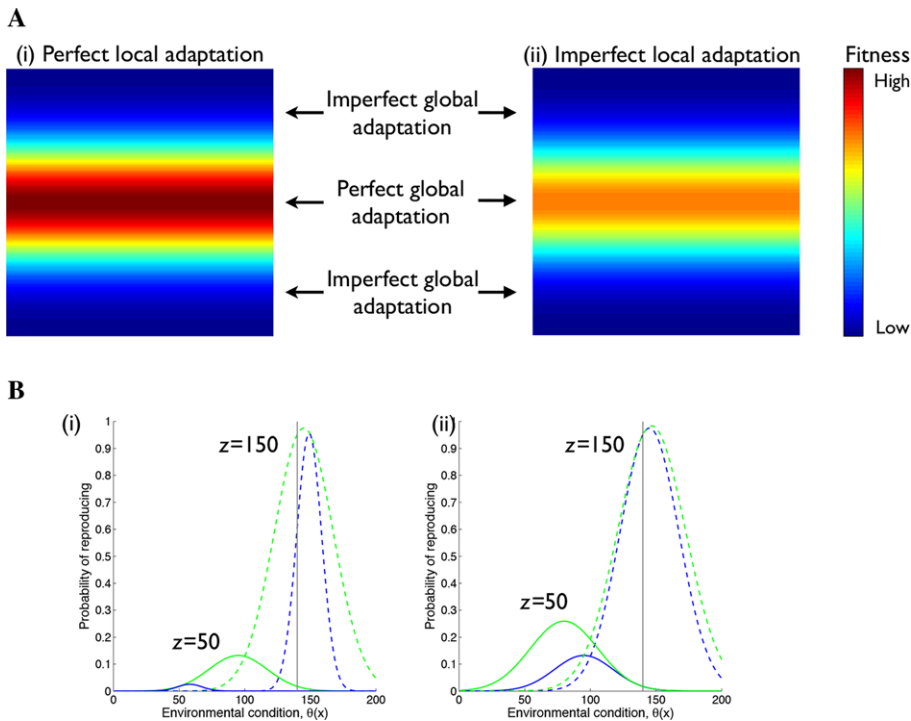 A
(i) Perfect local adaptation
(ii) Imperfect local adaptation
Fitness
High
Low
Imperfect global
adaptation
Perfect global
adaptation
Imperfect global
adaptation
B
(i)
z=150
z=50
Probability of reproducing
1
0.9
0.8
0.7
0.6
0.5
0.4
0.3
0.2
0.1
0
0 50 100 150 200
Environmental condition, θ(x)
(ii)
z=150
z=50
Probability of reproducing
1
0.9
0.8
0.7
0.6
0.5
0.4
0.3
0.2
0.1
0
0 50 100 150 200
Environmental condition, θ(x)